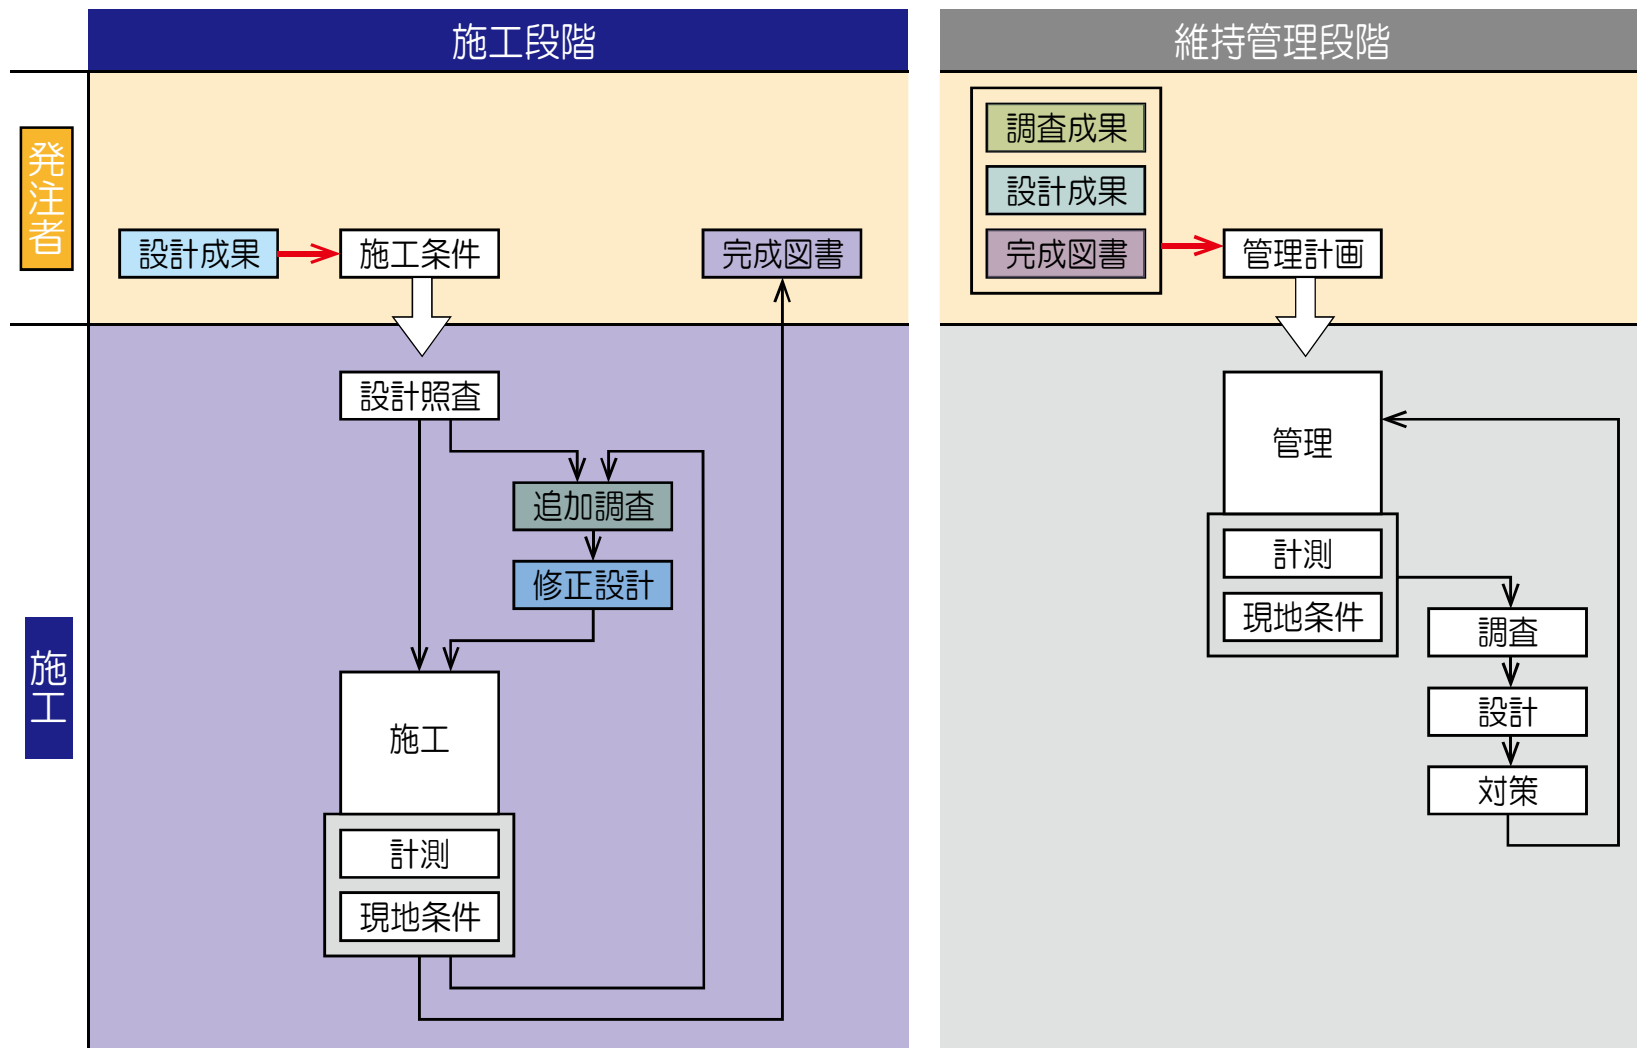 施工段階
発注者
設計成果
施工条件
完成図書
施工
設計照査
追加調査
修正設計
施工
計測
現地条件
維持管理段階
調査成果
設計成果
完成図書
管理計画
管理
計測
現地条件
調査
設計
対策